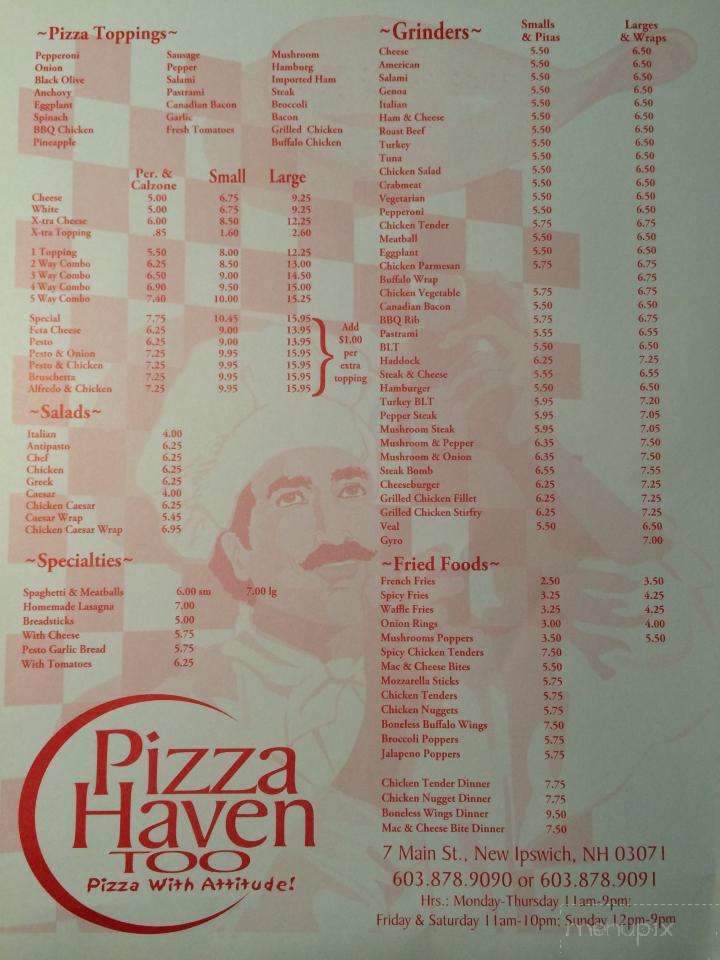 ~Pizza Toppings~
Pepperoni Sausage Mushroom
Onion Pepper Hamburg
Black Olive Salami Imported Ham
Anchovy Pastrami Steak
Eggplant Canadian Bacon Broccoli
Spinach Garlic Bacon
BBQ Chicken Fresh Tomatoes Grilled Chicken
Pineapple Buffalo Chicken
Per. & Calzone Small Large
Cheese 5.00 6.75 9.25
White 5.00 6.75 9.25
X-tra Cheese 6.00 8.50 12.25
X-tra Topping .85 1.60 2.60
1 Topping 5.50 8.00 12.25
2 Way Combo 6.25 8.50 13.00
3 Way Combo 6.50 9.00 14.50
4 Way Combo 6.90 9.50 15.00
5 Way Combo 7.40 10.00 15.25
Special 7.75 10.45 15.95
Feta Cheese 6.25 9.00 13.95
Pesto 6.25 9.00 13.95
Pesto & Onion 7.25 9.95 15.95
Pesto & Chicken 7.25 9.95 15.95
Bruschetta 7.25 9.95 15.95
Alfredo & Chicken 7.25 9.95 15.95
Add
$1.00
per
extra
topping
~Salads~
Italian 4.00
Antipasto 6.25
Chef 6.25
Chicken 6.25
Greek 6.25
Caesar 4.00
Chicken Caesar 6.25
Caesar Wrap 5.45
Chicken Caesar Wrap 6.95
~Specialties~
Spaghetti & Meatballs 6.00 sm 7.00 lg
Homemade Lasagna 7.00
Breadsticks 5.00
With Cheese 5.75
Pesto Garlic Bread 5.75
With Tomatoes 6.25
Pizza
Haven
TOO
Pizza With Attitude!
~Grinders~ Smalls & Pitas Larges & Wraps
Cheese 5.50 6.50
American 5.50 6.50
Salami 5.50 6.50
Genoa 5.50 6.50
Italian 5.50 6.50
Ham & Cheese 5.50 6.50
Roast Beef 5.50 6.50
Turkey 5.50 6.50
Tuna 5.50 6.50
Chicken Salad 5.50 6.50
Crabmeat 5.50 6.50
Vegetarian 5.50 6.50
Pepperoni 5.50 6.50
Chicken Tender 5.75 6.75
Meatball 5.50 6.50
Eggplant 5.50 6.50
Chicken Parmesan 5.75 6.75
Buffalo Wrap 6.75
Chicken Vegetable 5.75 6.75
Canadian Bacon 5.50 6.50
BBQ Rib 5.75 6.75
Pastrami 5.55 6.55
BLT 5.50 6.50
Haddock 6.25 7.25
Steak & Cheese 5.55 6.55
Hamburger 5.50 6.50
Turkey BLT 5.95 7.20
Pepper Steak 5.95 7.05
Mushroom Steak 5.95 7.05
Mushroom & Pepper 6.35 7.50
Mushroom & Onion 6.35 7.50
Steak Bomb 6.55 7.55
Cheeseburger 6.25 7.25
Grilled Chicken Fillet 6.25 7.25
Grilled Chicken Stirfry 6.25 7.25
Veal 5.50 6.50
Gyro 7.00
~Fried Foods~
French Fries 2.50 3.50
Spicy Fries 3.25 4.25
Waffle Fries 3.25 4.25
Onion Rings 3.00 4.00
Mushrooms Poppers 3.50 5.50
Spicy Chicken Tenders 7.50
Mac & Cheese Bites 5.50
Mozzarella Sticks 5.75
Chicken Tenders 5.75
Chicken Nuggets 5.75
Boneless Buffalo Wings 7.50
Broccoli Poppers 5.75
Jalapeno Poppers 5.75
Chicken Tender Dinner 7.75
Chicken Nugget Dinner 7.75
Boneless Wings Dinner 9.50
Mac & Cheese Bite Dinner 7.50
7 Main St., New Ipswich, NH 03071
603.878.9090 or 603.878.9091
Hrs.: Monday-Thursday 11am-9pm;
Friday & Saturday 11am-10pm; Sunday 12pm-9pm
menupix